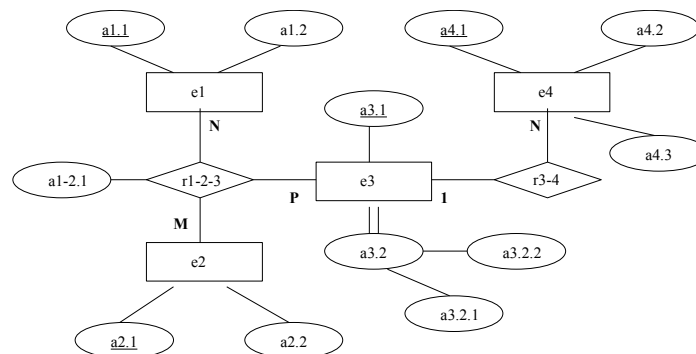 a1.1
a1.2
a4.1
a4.2
e1
e4
a3.1
N
N
a4.3
a1-2.1
r1-2-3
e3
r3-4
P
1
M
e2
a3.2
a3.2.2
a3.2.1
a2.1
a2.2